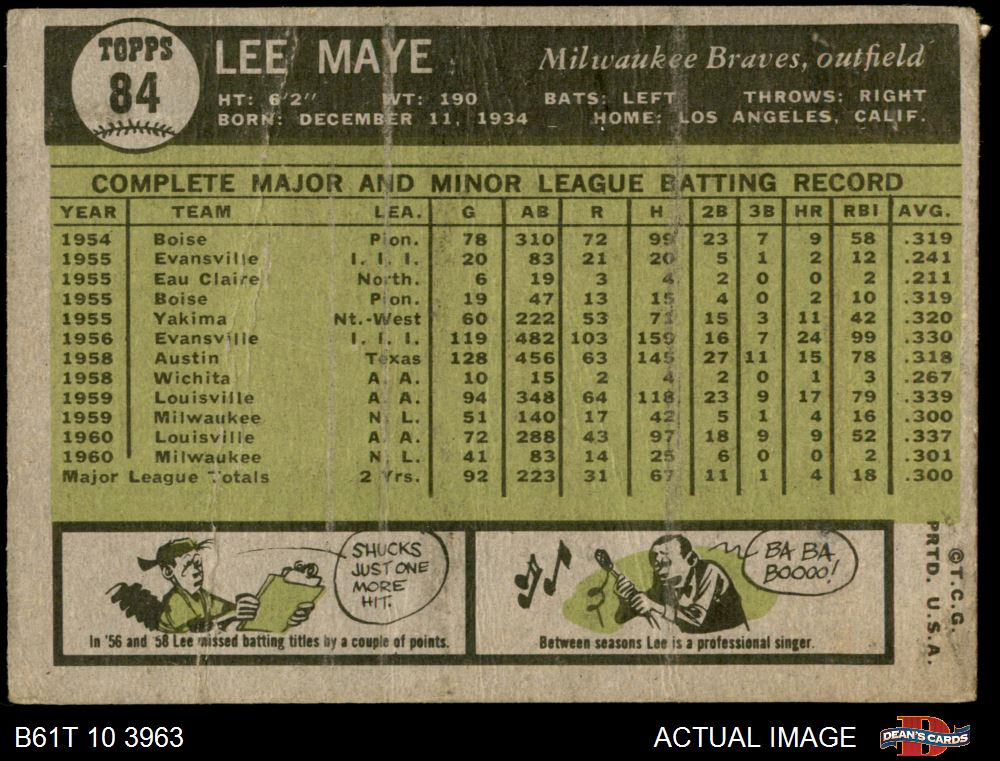 TOPPS
84
LEE MAYE
Milwaukee Braves, outfield
HT: 6'2" WT: 190 BATS: LEFT THROWS: RIGHT
BORN: DECEMBER 11, 1934 HOME: LOS ANGELES, CALIF.
COMPLETE MAJOR AND MINOR LEAGUE BATTING RECORD
YEAR TEAM LEA. G AB R H 2B 3B HR RBI AVG.
1954 Boise Pion. 78 310 72 99 23 7 9 58 .319
1955 Evansville I. I. I. 20 83 21 20 5 1 2 12 .241
1955 Eau Claire North. 6 19 3 4 2 0 0 2 .211
1955 Boise Pion. 19 47 13 15 4 0 2 10 .319
1955 Yakima Nt.-West 60 222 53 71 15 3 11 42 .320
1956 Evansville I. I. I. 119 482 103 159 16 7 24 99 .330
1958 Austin Texas 128 456 63 145 27 11 15 78 .318
1958 Wichita A. A. 10 15 2 4 2 0 1 3 .267
1959 Louisville A. A. 94 348 64 118 23 9 17 79 .339
1959 Milwaukee N. L. 51 140 17 42 5 1 4 16 .300
1960 Louisville A. A. 72 288 43 97 18 9 9 52 .337
1960 Milwaukee N. L. 41 83 14 25 6 0 0 2 .301
Major League Totals 2 Yrs. 92 223 31 67 11 1 4 18 .300
SHUCKS
JUST ONE
MORE
HIT.
In '56 and '58 Lee missed batting titles by a couple of points.
BA BA
BOOOO!
Between seasons Lee is a professional singer.
©T.C.G.
PRTD. U.S.A.
B61T 10 3963
ACTUAL IMAGE
D
DEAN'S CARDS